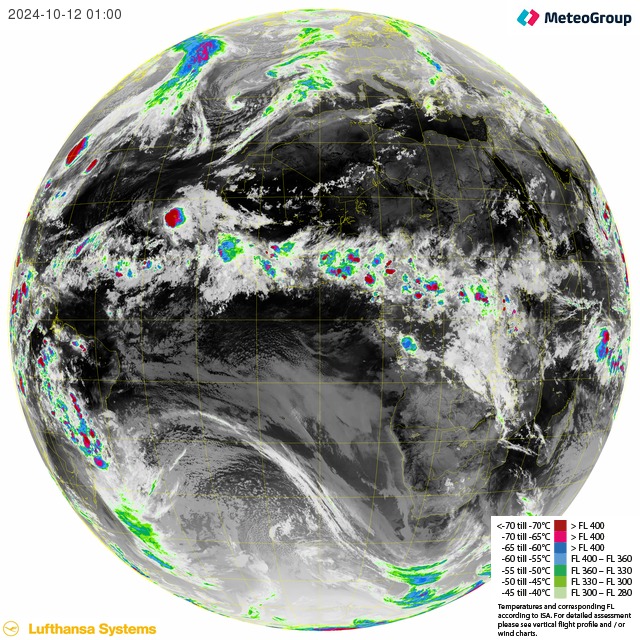 2024-10-12 01:00
MeteoGroup
<-70 till -70°C > FL 400
-70 till -65°C > FL 400
-65 till -60°C > FL 400
-60 till -55°C FL 400 – FL 360
-55 till -50°C FL 360 – FL 330
-50 till -45°C FL 330 – FL 300
-45 till -40°C FL 300 – FL 280
Temperatures and corresponding FL
according to ISA. For detailed assessment
please see vertical flight profile and / or
wind charts.
Lufthansa Systems